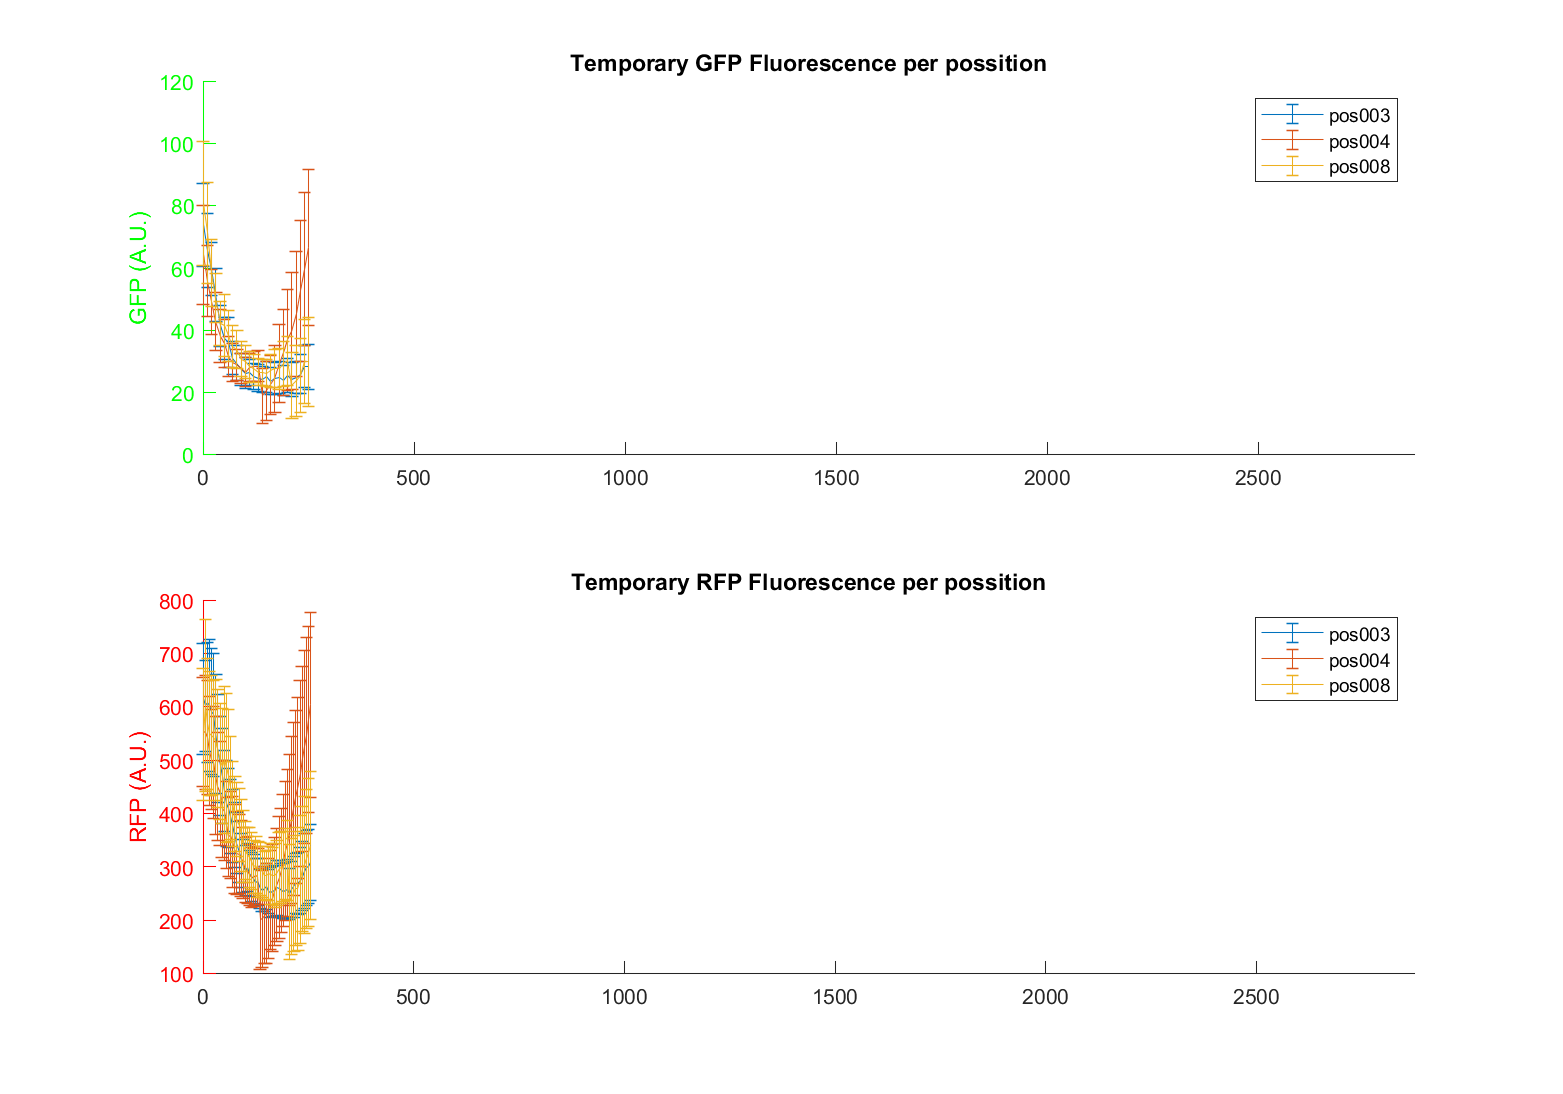 Temporary GFP Fluorescence per possition
120
100
80
60
40
20
0
GFP (A.U.)
pos003
pos004
pos008
0 500 1000 1500 2000 2500
Temporary RFP Fluorescence per possition
800
700
600
500
400
300
200
100
RFP (A.U.)
pos003
pos004
pos008
0 500 1000 1500 2000 2500